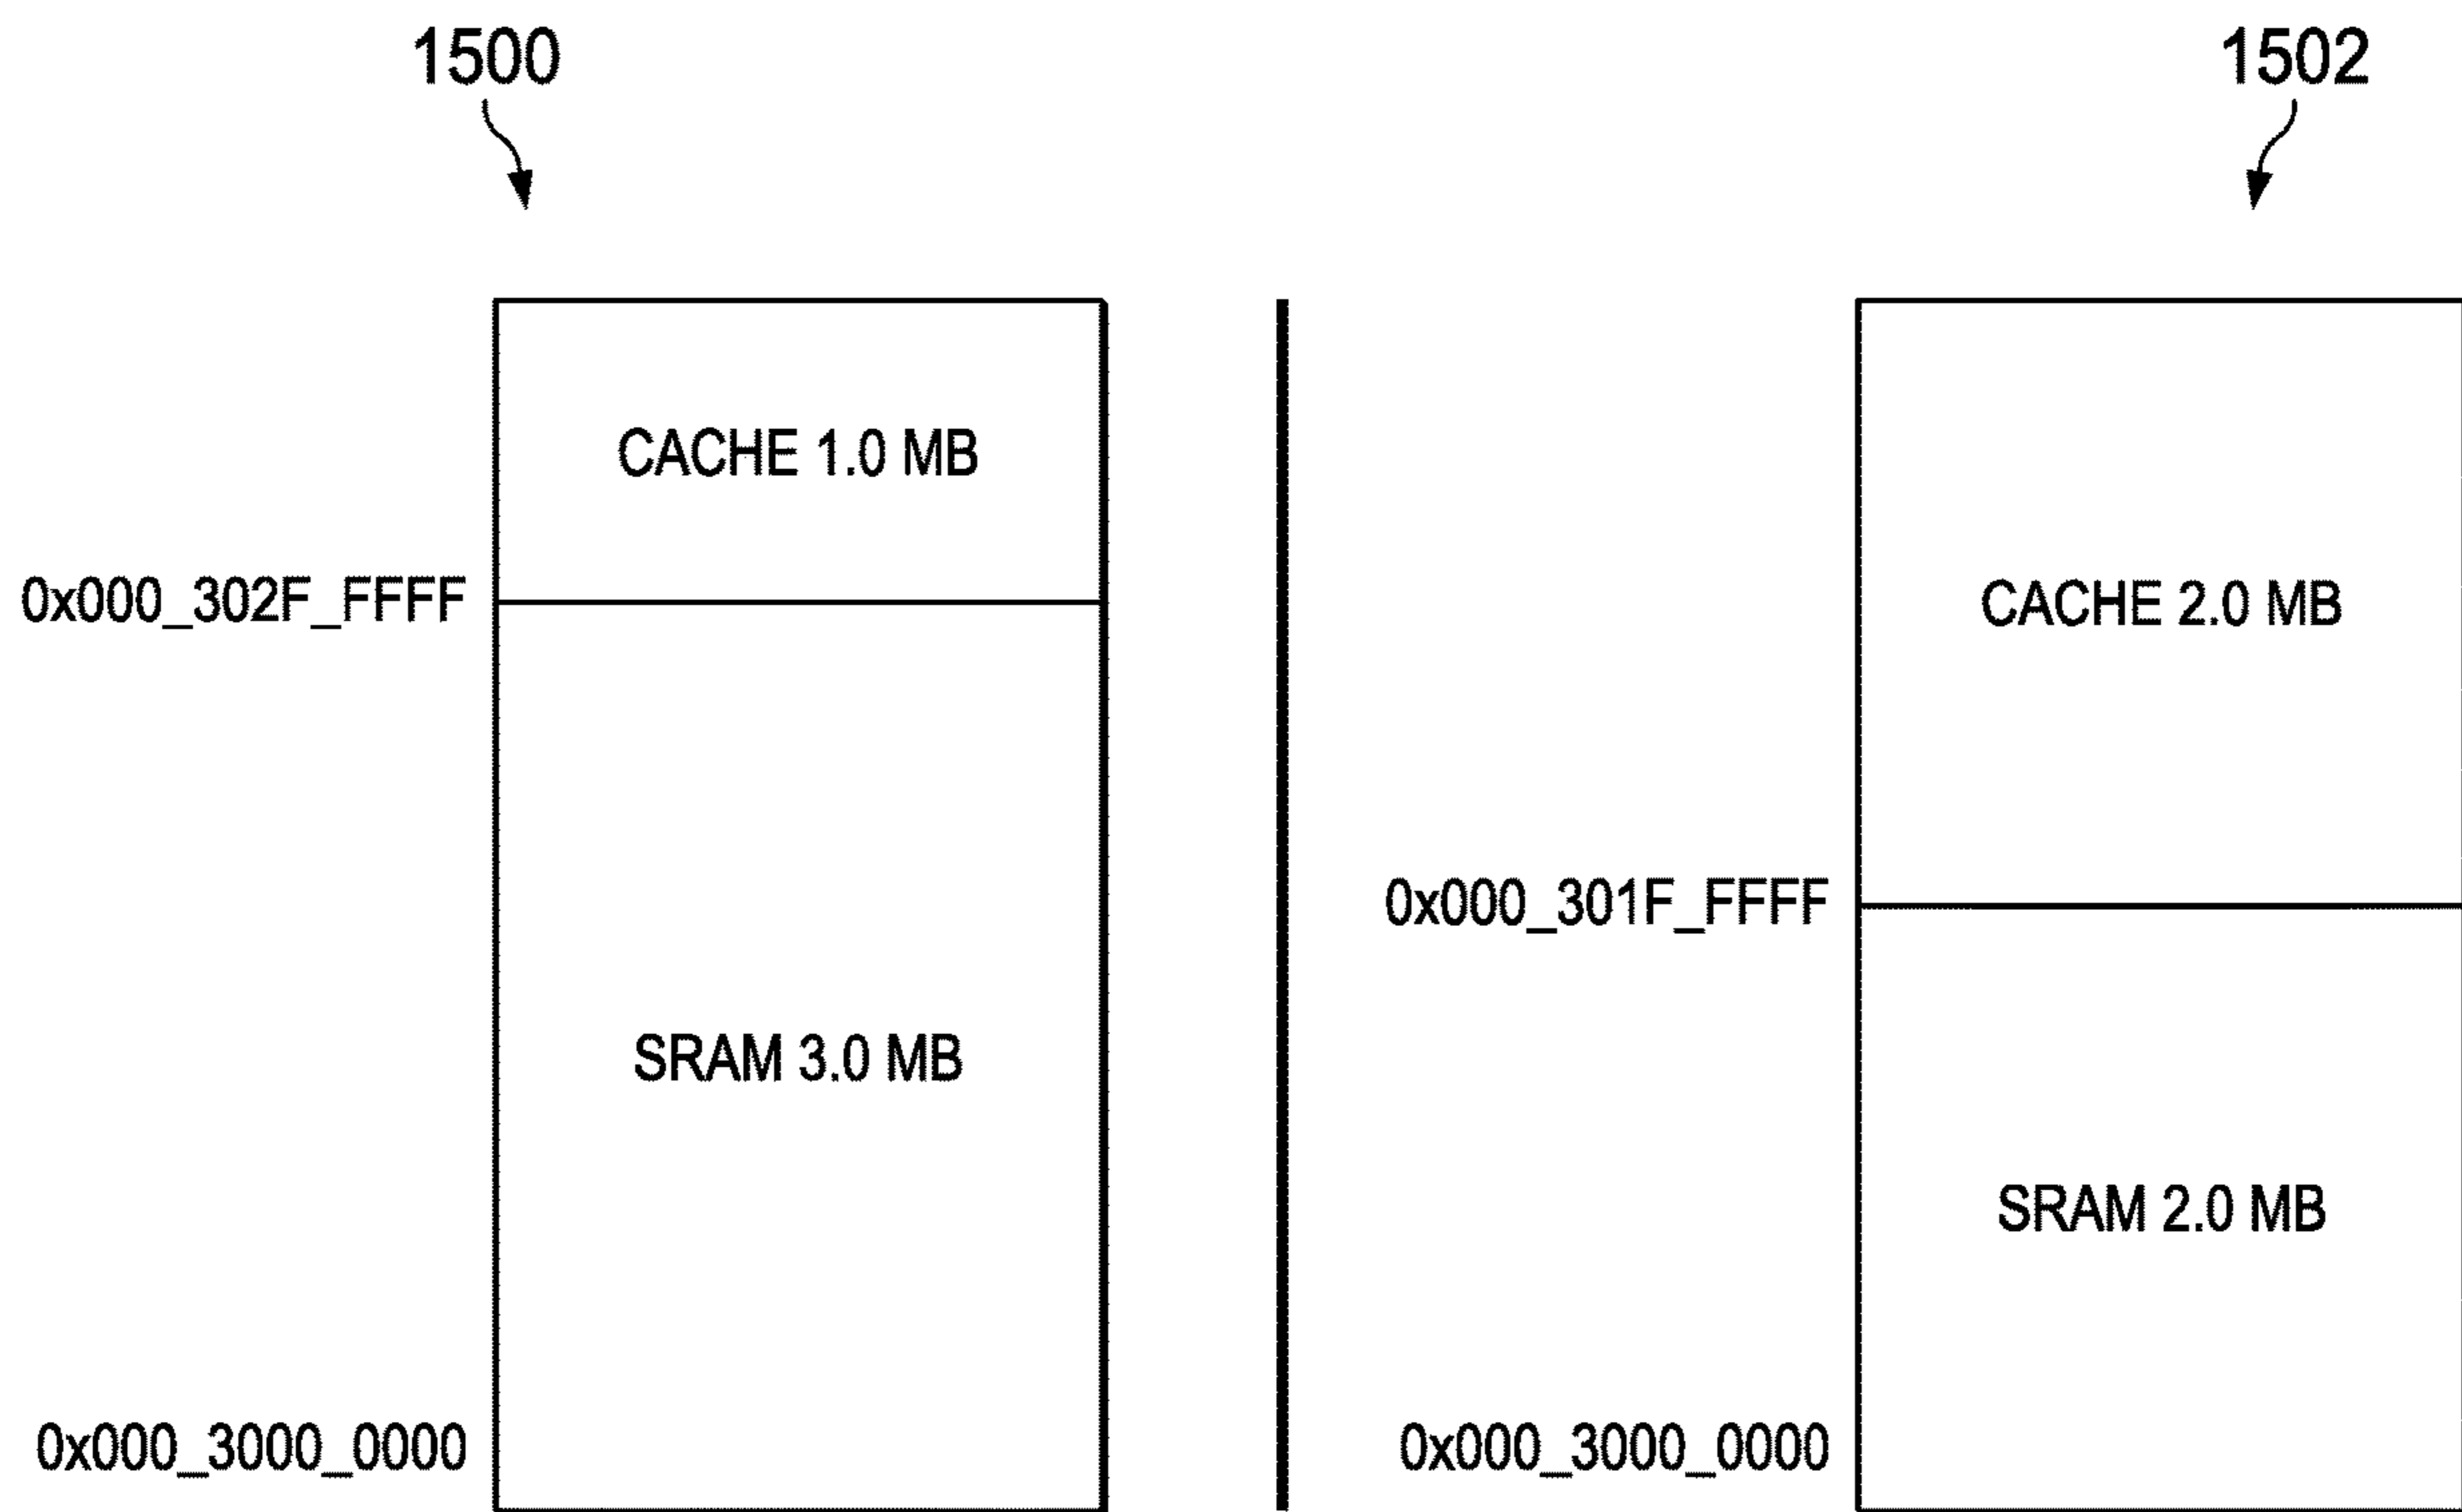 1500
1502
CACHE 1.0 MB
0x000_302F_FFFF
SRAM 3.0 MB
0x000_3000_0000
CACHE 2.0 MB
0x000_301F_FFFF
SRAM 2.0 MB
0x000_3000_0000